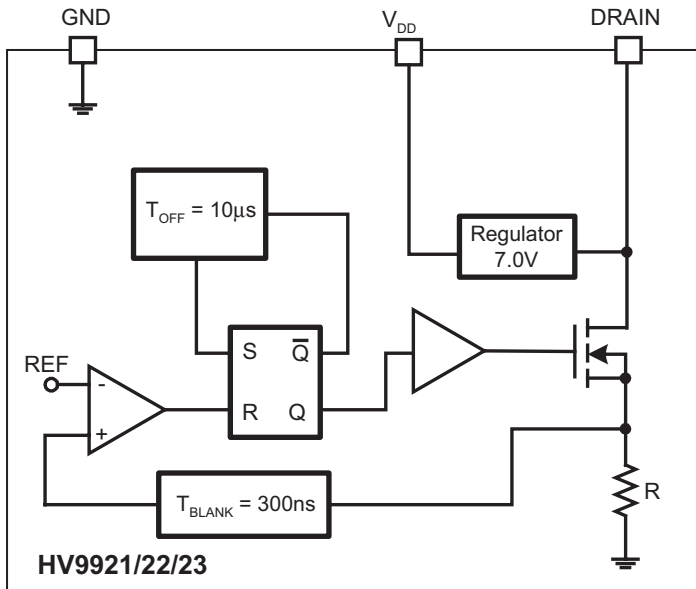 GND
V_DD
DRAIN
T_OFF = 10μs
Regulator
7.0V
S
Q̅
REF
-
+
R
Q
T_BLANK = 300ns
R
HV9921/22/23